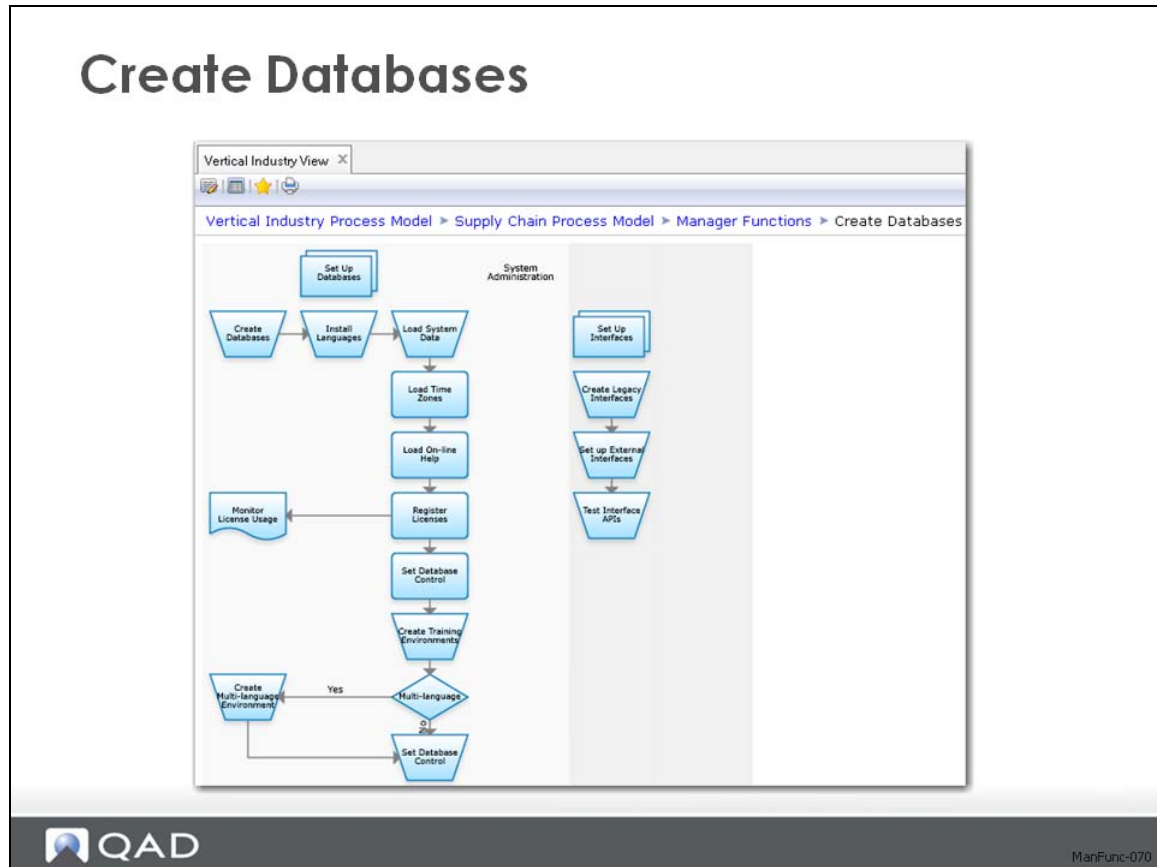 Create Databases
Vertical Industry View
Vertical Industry Process Model ➤ Supply Chain Process Model ➤ Manager Functions ➤ Create Databases
Set Up
Databases
System
Administration
Create
Databases
Install
Languages
Load System
Data
Set Up
Interfaces
Load Time
Zones
Create Legacy
Interfaces
Load On-line
Help
Set up External
Interfaces
Monitor
License Usage
Register
Licenses
Test Interface
APIs
Set Database
Control
Create Training
Environments
Create
Multi-language
Environment
Yes
Multi-language
No
Set Database
Control
QAD
ManFunc-070